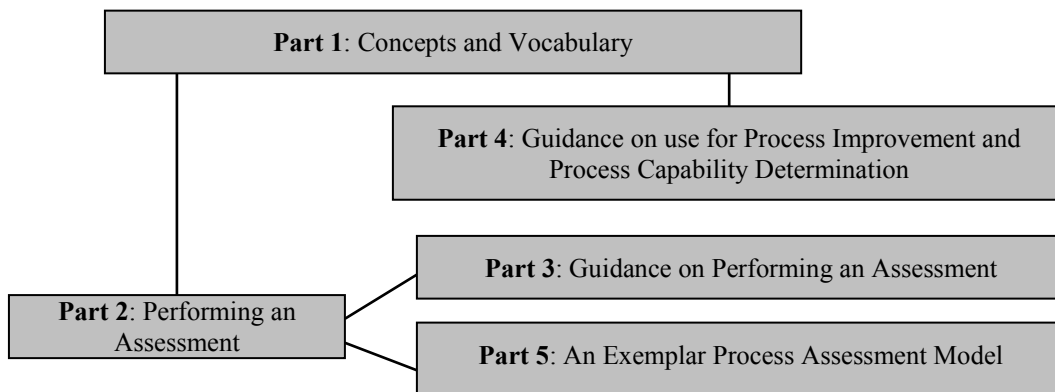 Part 1: Concepts and Vocabulary
Part 4: Guidance on use for Process Improvement and
Process Capability Determination
Part 3: Guidance on Performing an Assessment
Part 2: Performing an
Assessment
Part 5: An Exemplar Process Assessment Model